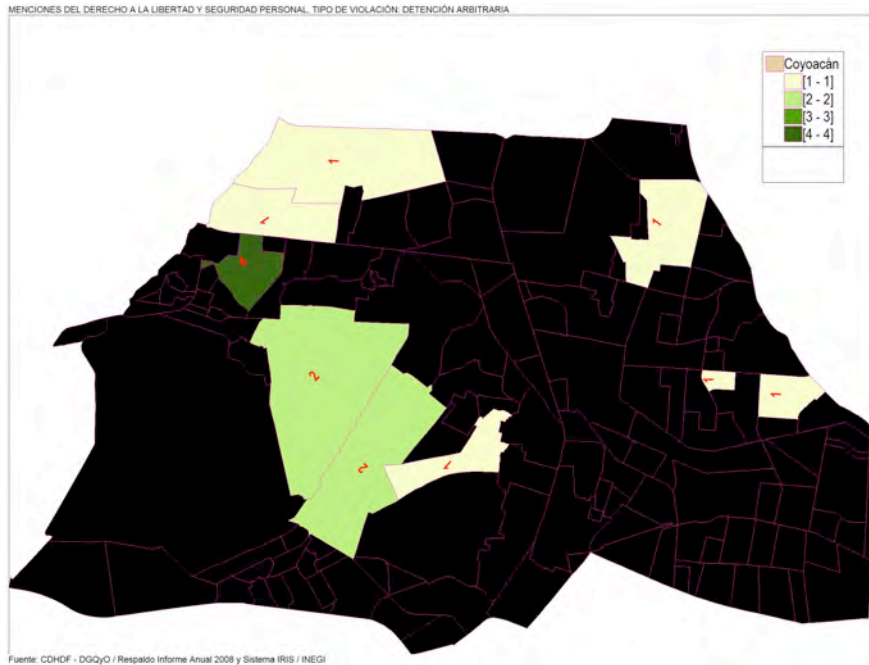 MENCIONES DEL DERECHO A LA LIBERTAD Y SEGURIDAD PERSONAL. TIPO DE VIOLACIÓN: DETENCIÓN ARBITRARIA
Coyoacán
[1 - 1]
[2 - 2]
[3 - 3]
[4 - 4]
1
1
1
4
2
1
1
2
1
Fuente: CDHDF - DGQyO / Respaldo Informe Anual 2008 y Sistema IRIS / INEGI